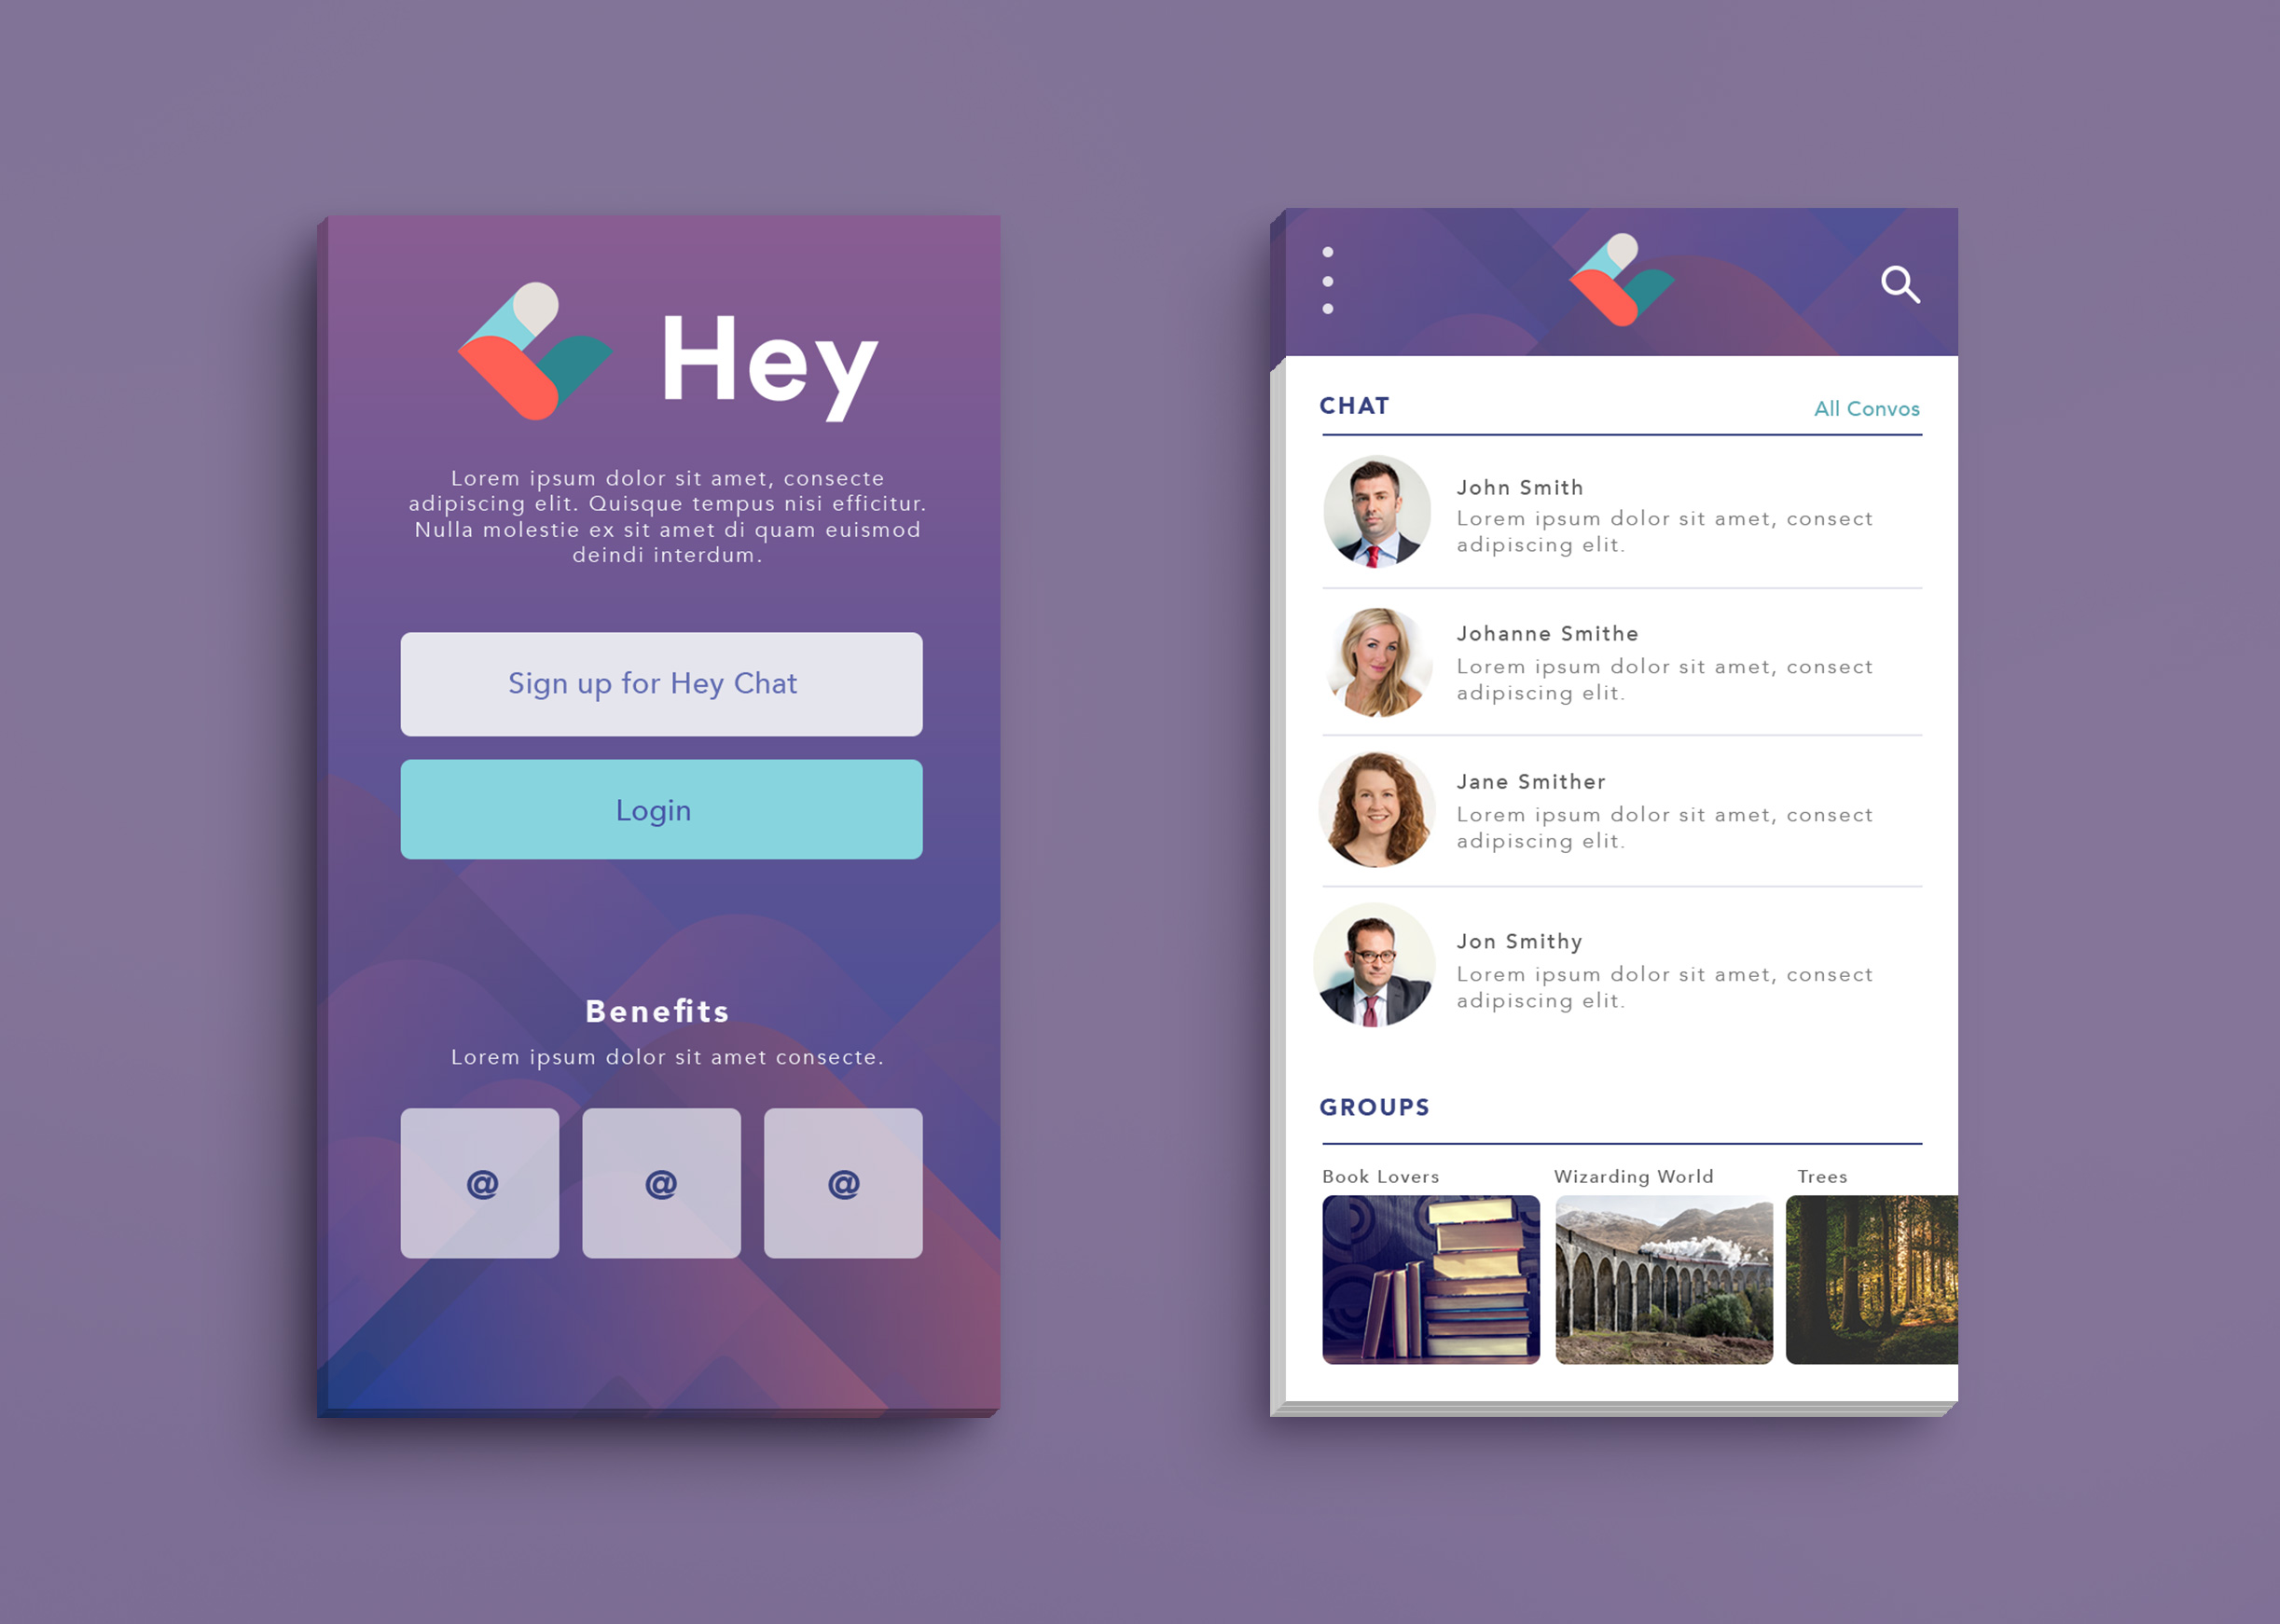 Hey
Lorem ipsum dolor sit amet, consecte
adipiscing elit. Quisque tempus nisi efficitur.
Nulla molestie ex sit amet di quam euismod
deindi interdum.
Sign up for Hey Chat
Login
Benefits
Lorem ipsum dolor sit amet consecte.
@ @ @
CHAT
All Convos
John Smith
Lorem ipsum dolor sit amet, consect
adipiscing elit.
Johanne Smithe
Lorem ipsum dolor sit amet, consect
adipiscing elit.
Jane Smither
Lorem ipsum dolor sit amet, consect
adipiscing elit.
Jon Smithy
Lorem ipsum dolor sit amet, consect
adipiscing elit.
GROUPS
Book Lovers
Wizarding World
Trees